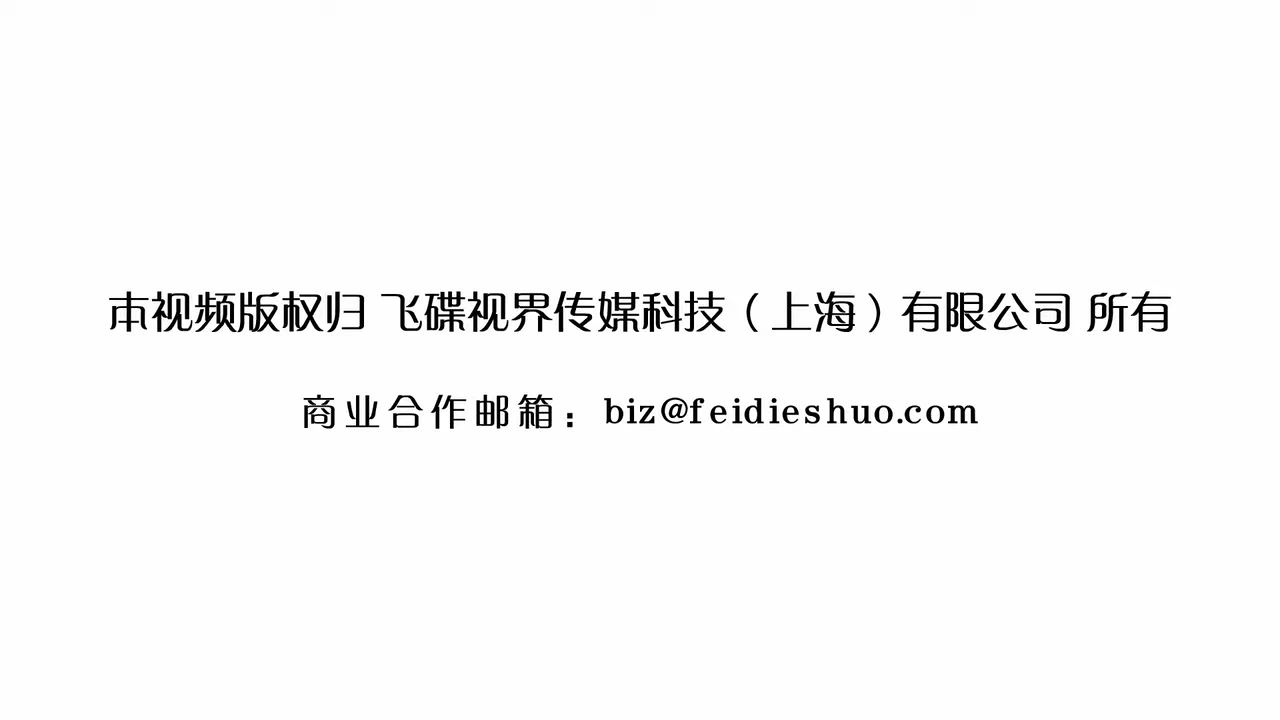 本视频版权归 飞碟视界传媒科技（上海）有限公司 所有
商业合作邮箱：biz@feidieshuo.com